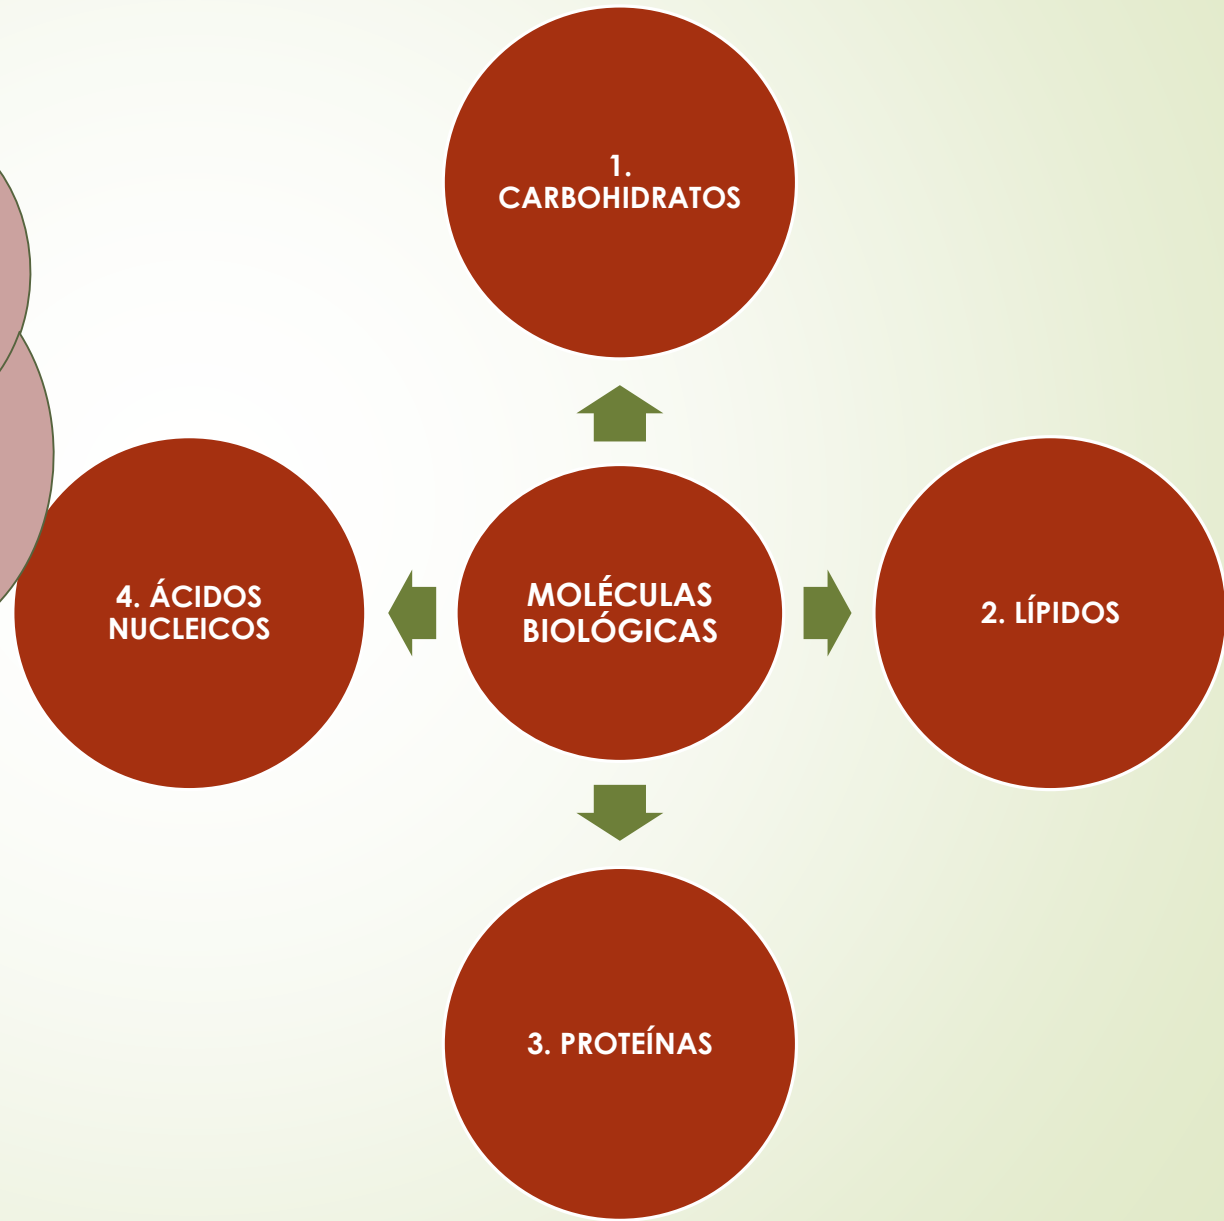 1.
CARBOHIDRATOS
4. ÁCIDOS
NUCLEICOS
MOLÉCULAS
BIOLÓGICAS
2. LÍPIDOS
3. PROTEÍNAS